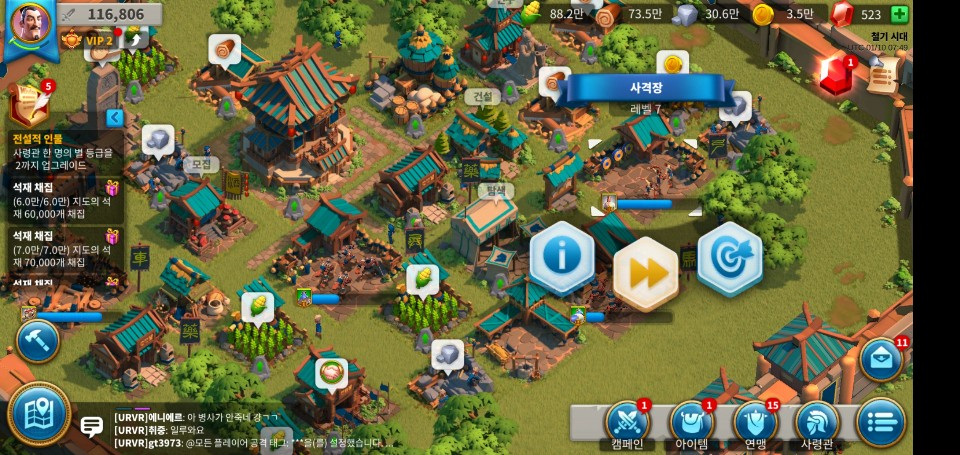 116,806
88.2만
73.5만
30.6만
3.5만
523
VIP 2
철기 시대
UTC 01/10 07:49
사격장
레벨 7
1
5
건설
전설적 인물
사령관 한 명의 별 등급을
2까지 업그레이드
모집
석재 채집
(6.0만/6.0만) 지도의 석
재 60,000개 채집
탐색
석재 채집
(7.0만/7.0만) 지도의 석
재 70,000개 채집
석재 채집
11
[URVR]에니에르: 아 병사가 안죽네 강ㄱㄱ
[URVR]취중: 일루와요
[URVR]gt3973: @모든 플레이어 공격 태그; ***을(를) 설정했습니다. ...
1
1
15
캠페인
아이템
연맹
사령관